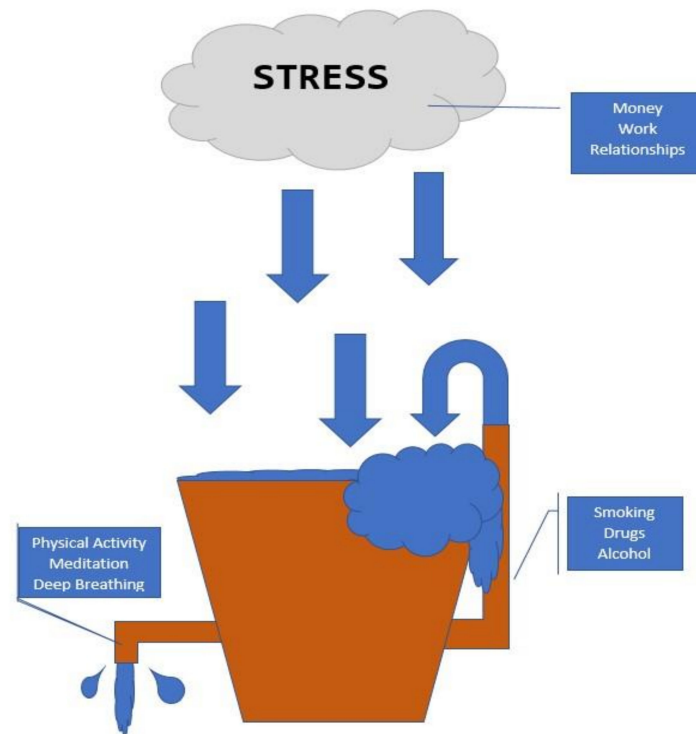 STRESS
Money
Work
Relationships
Smoking
Drugs
Alcohol
Physical Activity
Meditation
Deep Breathing